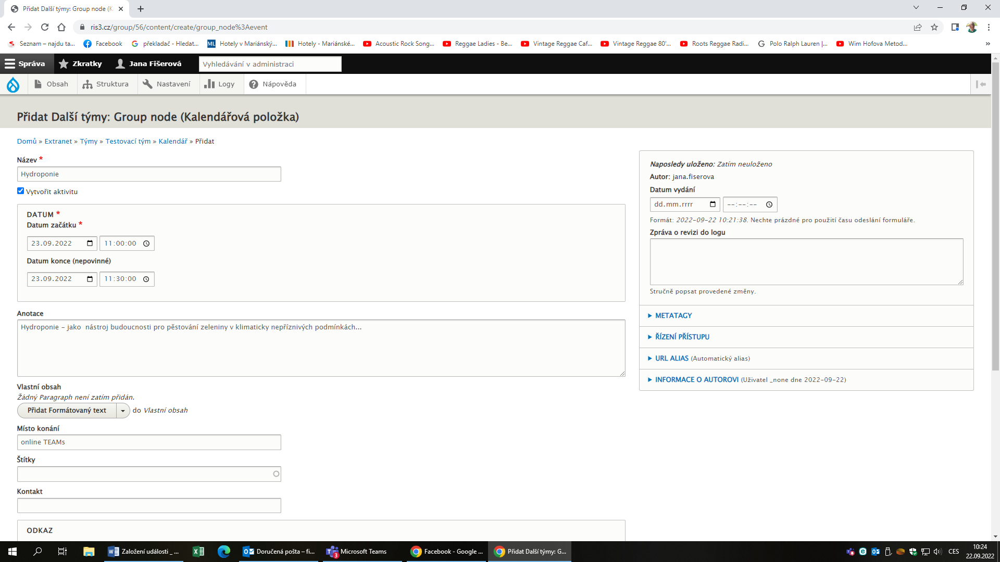 Přidat Další týmy: Group node (K
ris3.cz/group/56/content/create/group_node%3Aevent
Seznam – najdu ta... Facebook překladač - Hledat... Hotely v Mariánský... Hotely - Mariánské... Acoustic Rock Song... Reggae Ladies - Be... Vintage Reggae Caf... Vintage Reggae 80'... Roots Reggae Radi... Polo Ralph Lauren |... Wim Hofova Metod... »
Správa Zkratky Jana Fišerová Vyhledávání v administraci
Obsah Struktura Nastavení Logy Nápověda
Přidat Další týmy: Group node (Kalendářová položka)
Domů » Extranet » Týmy » Testovací tým » Kalendář » Přidat
Název *
Hydroponie
Vytvořit aktivitu
DATUM *
Datum začátku *
23.09.2022 11:00:00
Datum konce (nepovinné)
23.09.2022 11:30:00
Anotace
Hydroponie – jako  nástroj budoucnosti pro pěstování zeleniny v klimaticky nepříznivých podmínkách...
Vlastní obsah
Žádný Paragraph není zatím přidán.
Přidat Formátovaný text do Vlastní obsah
Místo konání
online TEAMs
Štítky
Kontakt
ODKAZ
Naposledy uloženo: Zatím neuloženo
Autor: jana.fiserova
Datum vydání
dd.mm.rrrr --:--:--
Formát: 2022-09-22 10:21:38. Nechte prázdné pro použití času odeslání formuláře.
Zpráva o revizi do logu
Stručně popsat provedené změny.
METATAGY
ŘÍZENÍ PŘÍSTUPU
URL ALIAS (Automatický alias)
INFORMACE O AUTOROVI (Uživatel _none dne 2022-09-22)
Založení události _ ... Doručená pošta – fi... 3 Microsoft Teams Facebook - Google ... Přidat Další týmy: G... CES 10:24
22.09.2022